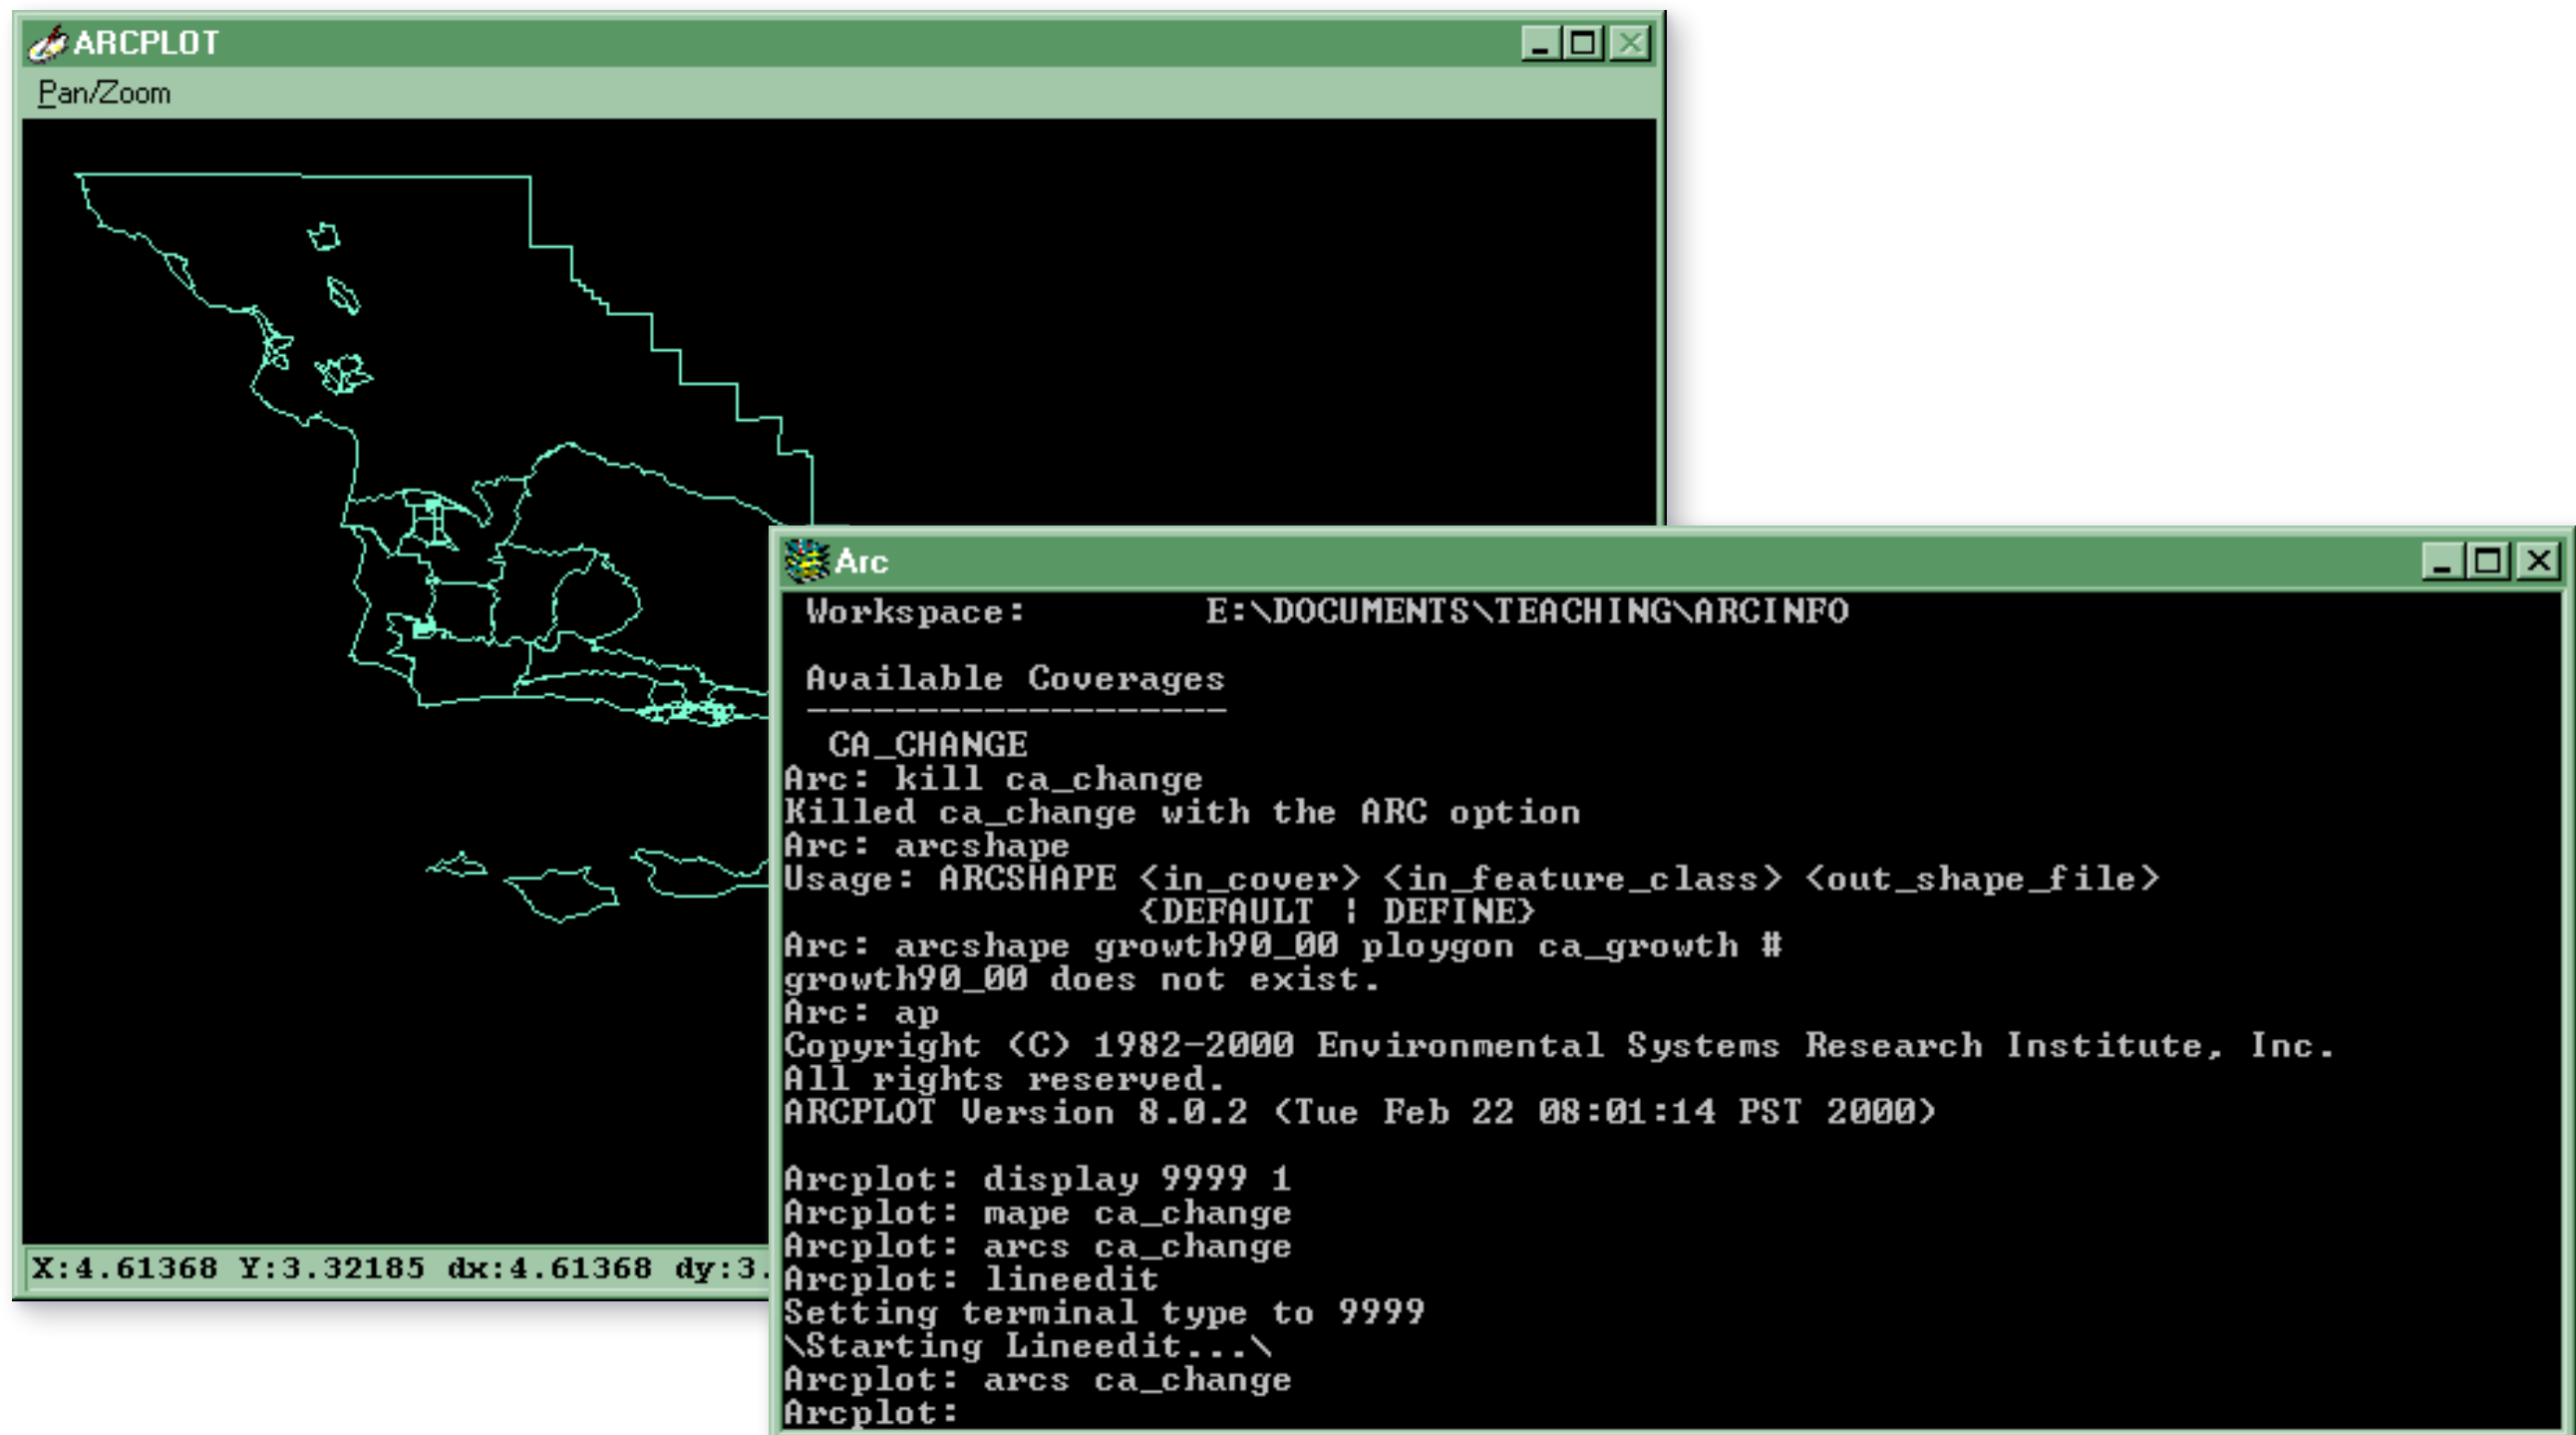 ARCPLOT
Pan/Zoom
X:4.61368 Y:3.32185 dx:4.61368 dy:3.
Arc
Workspace: E:\DOCUMENTS\TEACHING\ARCINFO
Available Coverages
-------------------
CA_CHANGE
Arc: kill ca_change
Killed ca_change with the ARC option
Arc: arcshape
Usage: ARCSHAPE <in_cover> <in_feature_class> <out_shape_file>
{DEFAULT | DEFINE}
Arc: arcshape growth90_00 ploygon ca_growth #
growth90_00 does not exist.
Arc: ap
Copyright (C) 1982-2000 Environmental Systems Research Institute, Inc.
All rights reserved.
ARCPLOT Version 8.0.2 (Tue Feb 22 08:01:14 PST 2000)
Arcplot: display 9999 1
Arcplot: mape ca_change
Arcplot: arcs ca_change
Arcplot: lineedit
Setting terminal type to 9999
\Starting Lineedit...\
Arcplot: arcs ca_change
Arcplot: